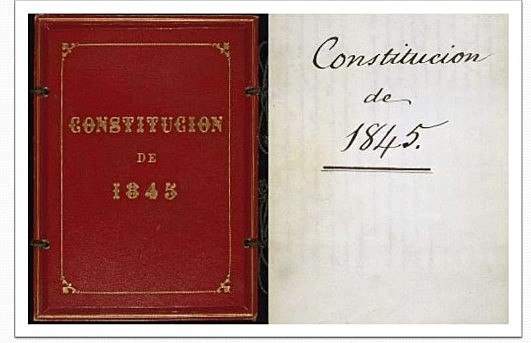 CONSTITUCION
DE
1845
Constitucion
de
1845.